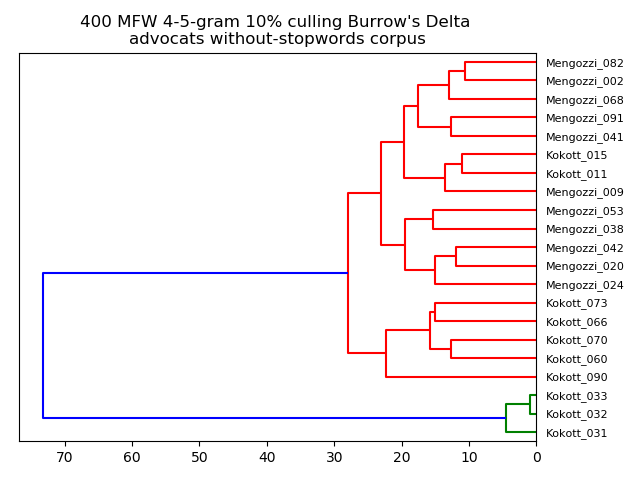 400 MFW 4-5-gram 10% culling Burrow's Delta
advocats without-stopwords corpus
Mengozzi_082
Mengozzi_002
Mengozzi_068
Mengozzi_091
Mengozzi_041
Kokott_015
Kokott_011
Mengozzi_009
Mengozzi_053
Mengozzi_038
Mengozzi_042
Mengozzi_020
Mengozzi_024
Kokott_073
Kokott_066
Kokott_070
Kokott_060
Kokott_090
Kokott_033
Kokott_032
Kokott_031
70 60 50 40 30 20 10 0